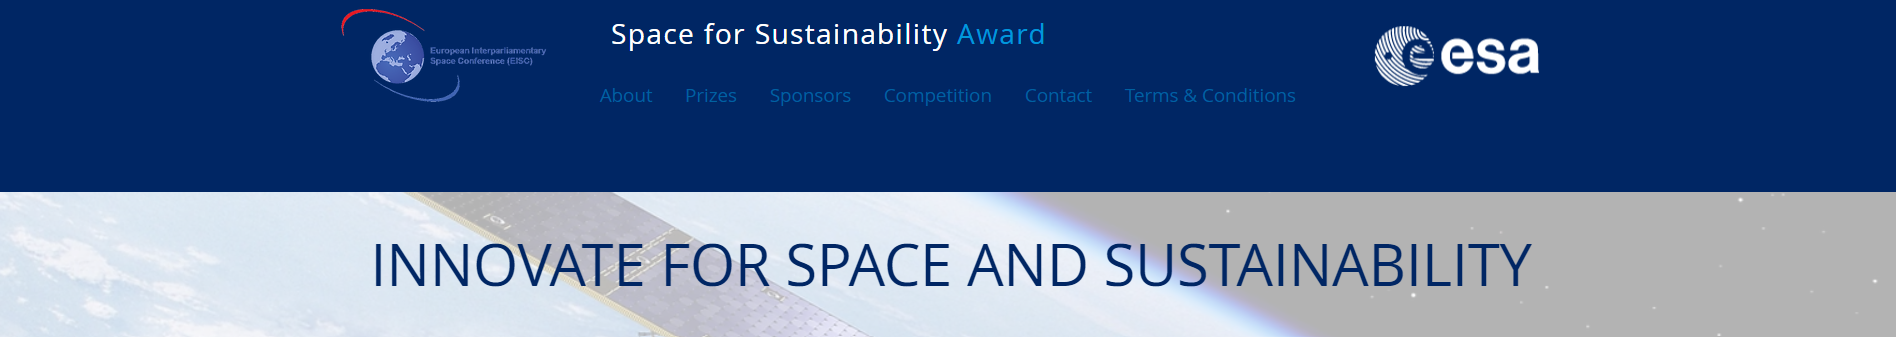 European Interparliamentary
Space Conference (EISC)
Space for Sustainability Award
esa
About Prizes Sponsors Competition Contact Terms & Conditions
INNOVATE FOR SPACE AND SUSTAINABILITY